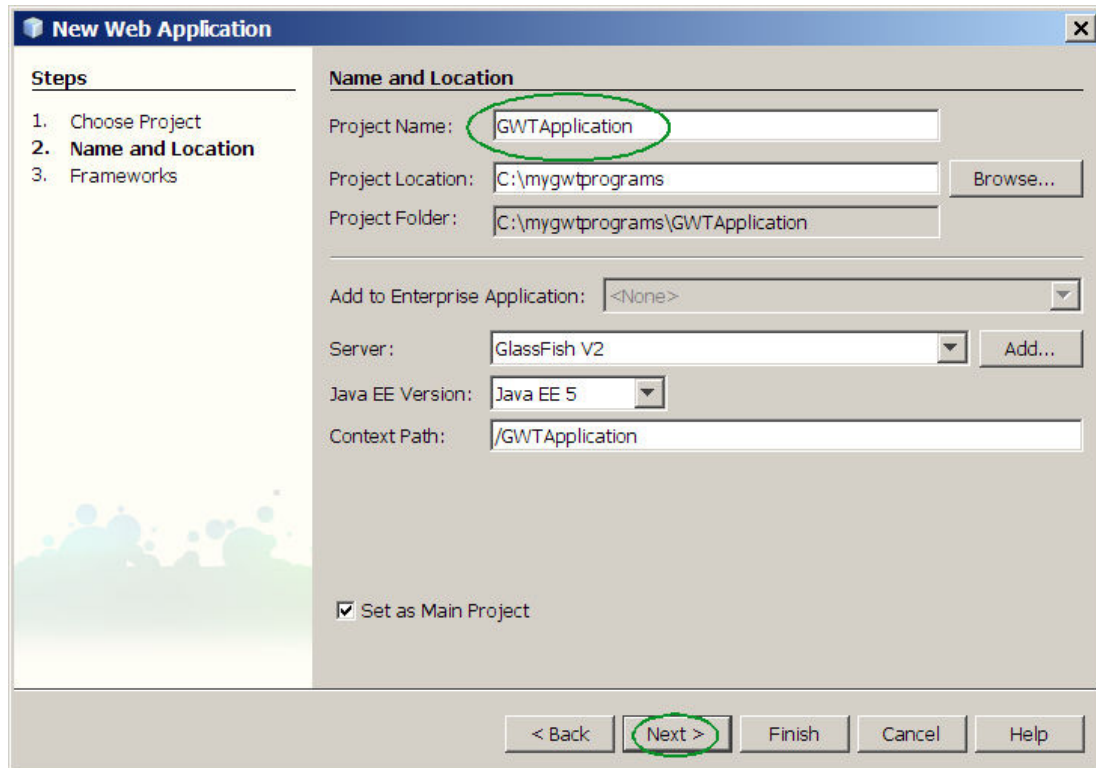 New Web Application
Steps
1. Choose Project
2. Name and Location
3. Frameworks
Name and Location
Project Name: GWTApplication
Project Location: C:\mygwtprograms Browse...
Project Folder: C:\mygwtprograms\GWTApplication
Add to Enterprise Application: <None>
Server: GlassFish V2 Add...
Java EE Version: Java EE 5
Context Path: /GWTApplication
Set as Main Project
< Back Next > Finish Cancel Help